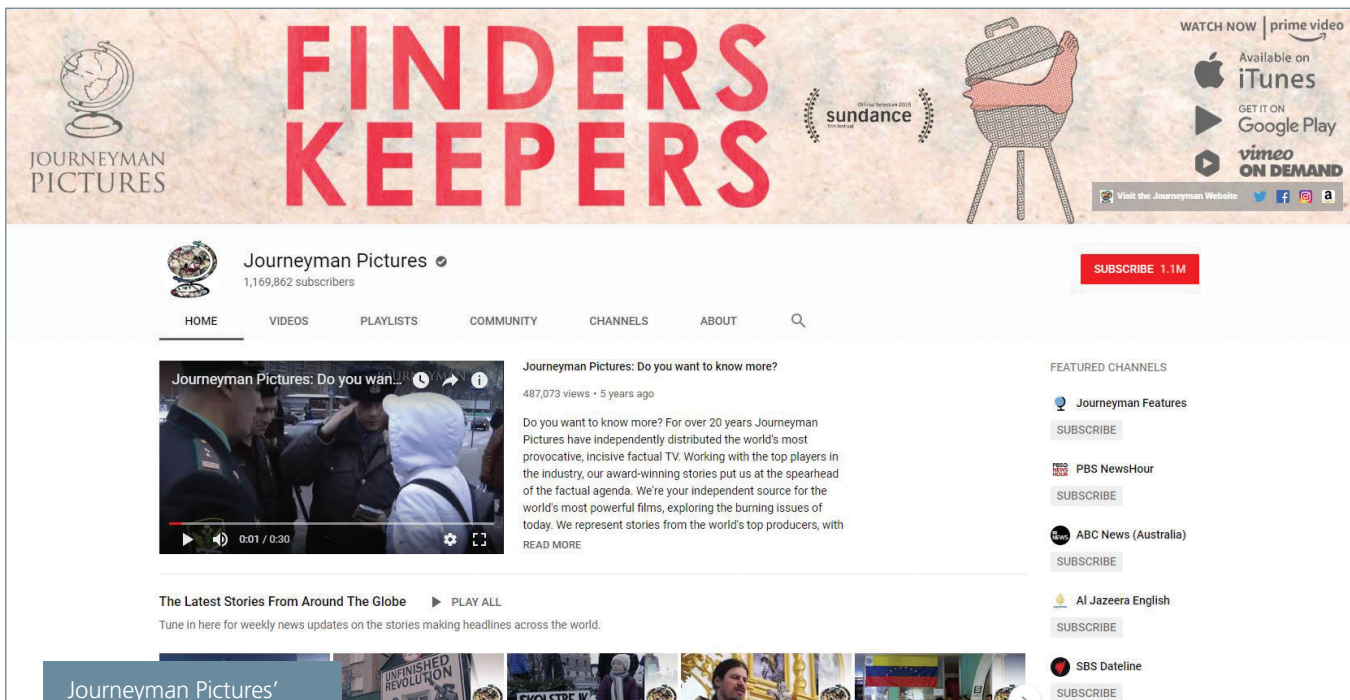 FINDERS
KEEPERS
JOURNEYMAN
PICTURES
Official Selection 2015
sundance
film festival
WATCH NOW | prime video
Available on
iTunes
GET IT ON
Google Play
vimeo
ON DEMAND
Visit the Journeyman Website
Journeyman Pictures
1,169,862 subscribers
SUBSCRIBE 1.1M
HOME VIDEOS PLAYLISTS COMMUNITY CHANNELS ABOUT
Journeyman Pictures: Do you wan...
0:01 / 0:30
Journeyman Pictures: Do you want to know more?
487,073 views • 5 years ago
Do you want to know more? For over 20 years Journeyman
Pictures have independently distributed the world's most
provocative, incisive factual TV. Working with the top players in
the industry, our award-winning stories put us at the spearhead
of the factual agenda. We're your independent source for the
world's most powerful films, exploring the burning issues of
today. We represent stories from the world's top producers, with
READ MORE
FEATURED CHANNELS
Journeyman Features
SUBSCRIBE
PBS NewsHour
SUBSCRIBE
ABC News (Australia)
SUBSCRIBE
Al Jazeera English
SUBSCRIBE
SBS Dateline
SUBSCRIBE
The Latest Stories From Around The Globe PLAY ALL
Tune in here for weekly news updates on the stories making headlines across the world.
UNFINISHED
REVOLUTION
SKOLSTREJK
Journeyman Pictures'